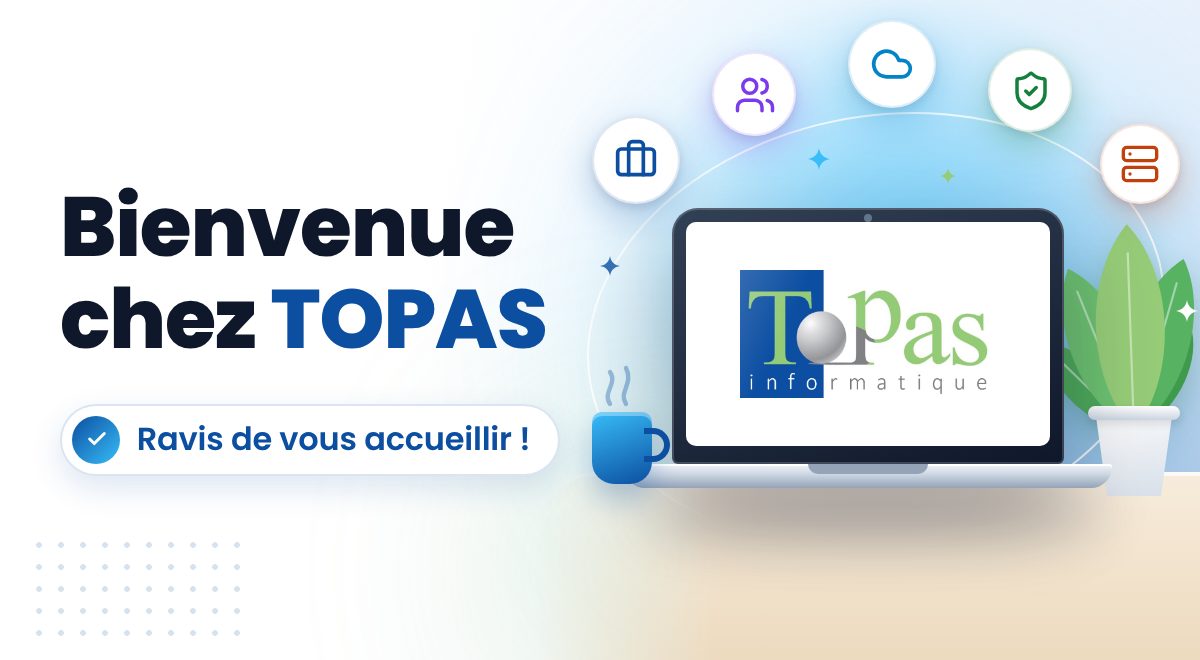 Bienvenue
chez TOPAS
Ravis de vous accueillir !
Topas
informatique